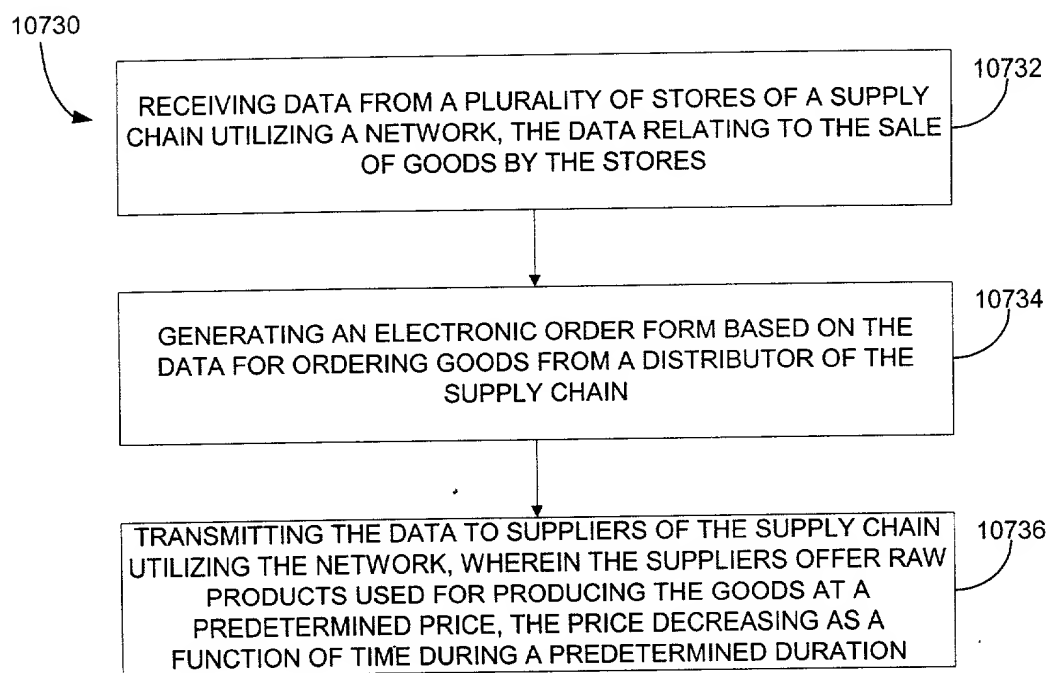 10730
10732
RECEIVING DATA FROM A PLURALITY OF STORES OF A SUPPLY
CHAIN UTILIZING A NETWORK, THE DATA RELATING TO THE SALE
OF GOODS BY THE STORES
10734
GENERATING AN ELECTRONIC ORDER FORM BASED ON THE
DATA FOR ORDERING GOODS FROM A DISTRIBUTOR OF THE
SUPPLY CHAIN
10736
TRANSMITTING THE DATA TO SUPPLIERS OF THE SUPPLY CHAIN
UTILIZING THE NETWORK, WHEREIN THE SUPPLIERS OFFER RAW
PRODUCTS USED FOR PRODUCING THE GOODS AT A
PREDETERMINED PRICE, THE PRICE DECREASING AS A
FUNCTION OF TIME DURING A PREDETERMINED DURATION